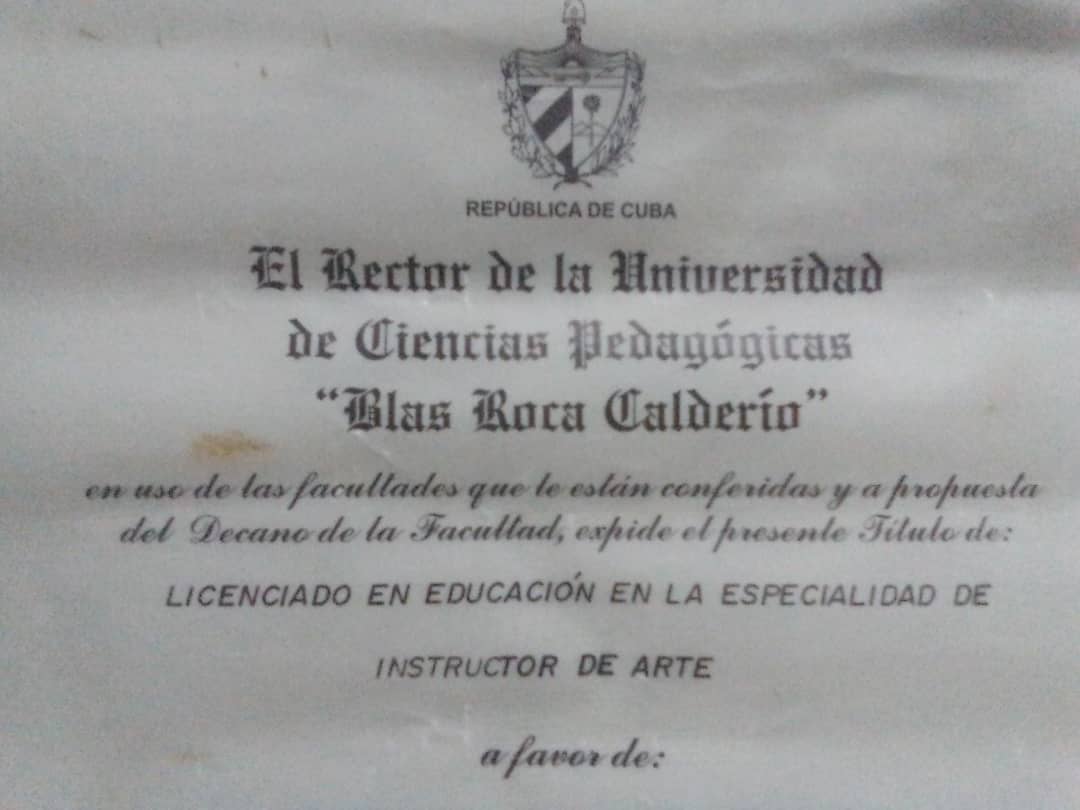 REPÚBLICA DE CUBA
El Rector de la Universidad
de Ciencias Pedagógicas
“Blas Roca Calderío”
en uso de las facultades que le están conferidas y a propuesta
del Decano de la Facultad, expide el presente Título de:
LICENCIADO EN EDUCACIÓN EN LA ESPECIALIDAD DE
INSTRUCTOR DE ARTE
a favor de: